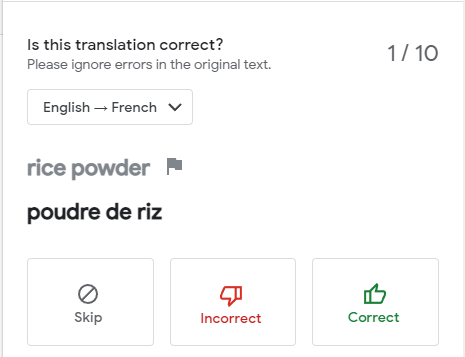 Is this translation correct?
1 / 10
Please ignore errors in the original text.
English → French
rice powder
poudre de riz
Skip
Incorrect
Correct